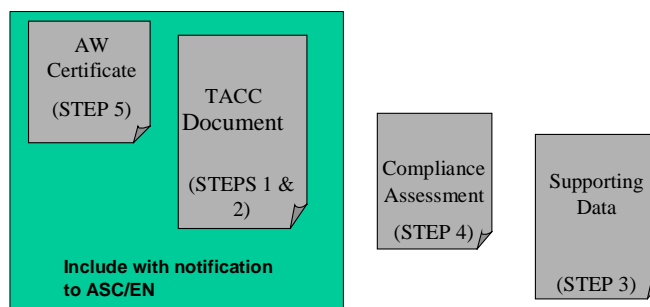 AW
Certificate
(STEP 5)
TACC
Document
(STEPS 1 &
2)
Include with notification
to ASC/EN
Compliance
Assessment
(STEP 4)
Supporting
Data
(STEP 3)